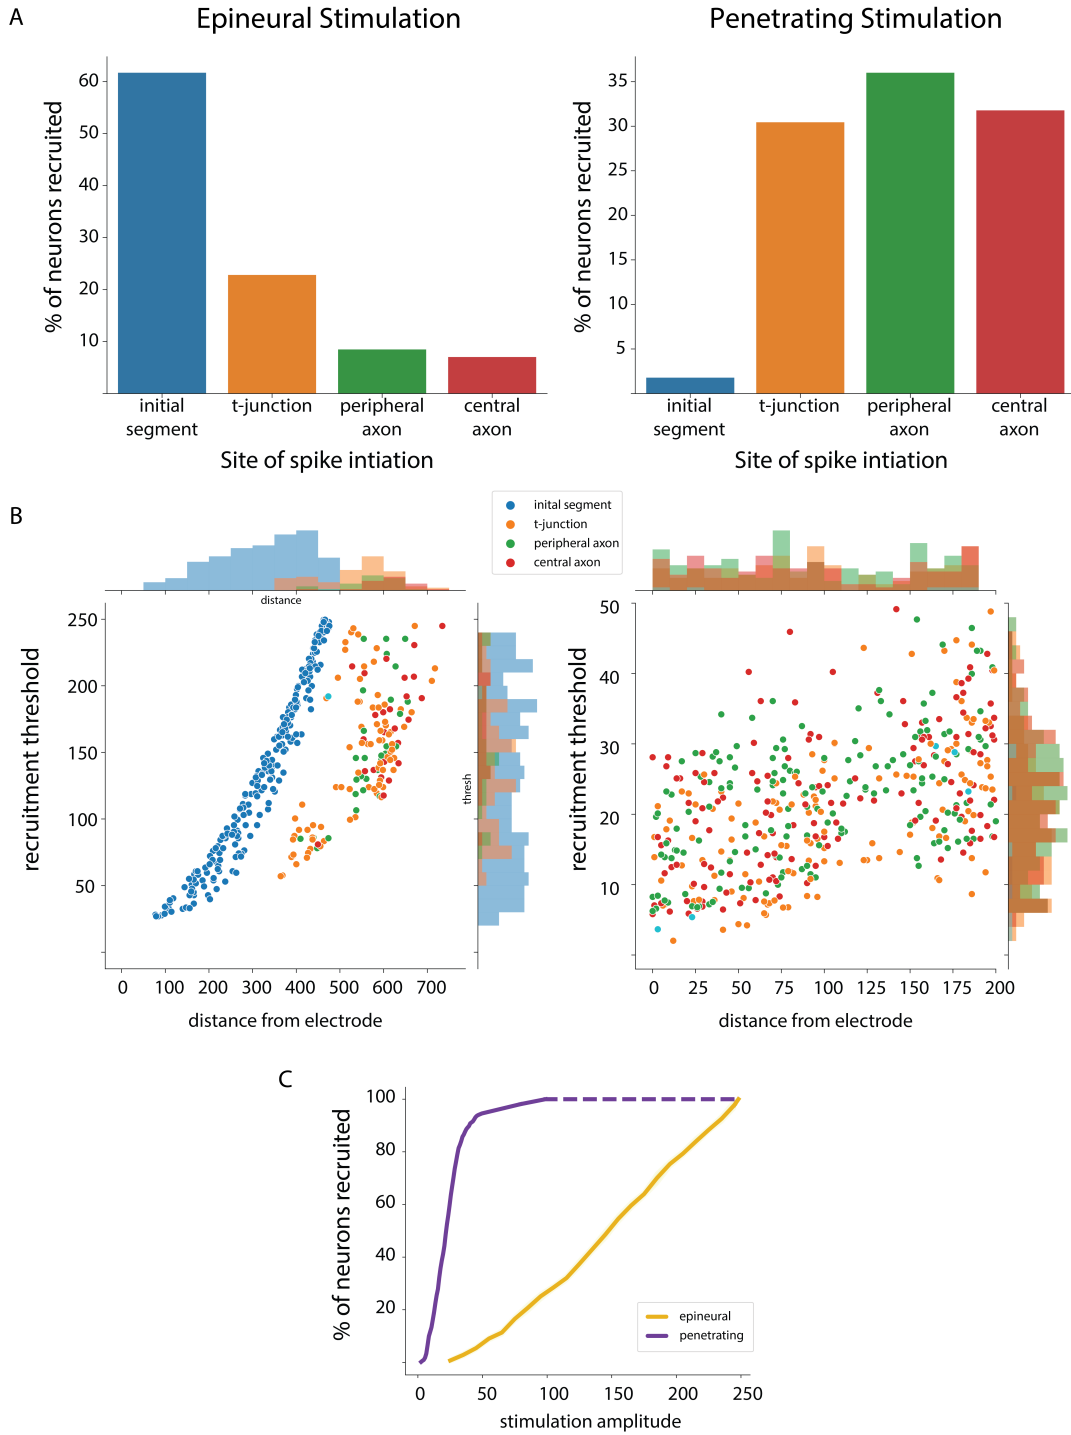 A
Epineural Stimulation
Penetrating Stimulation
% of neurons recruited
60
50
40
30
20
10
initial segment
t-junction
peripheral axon
central axon
Site of spike intiation
% of neurons recruited
35
30
25
20
15
10
5
initial segment
t-junction
peripheral axon
central axon
Site of spike intiation
B
inital segment
t-junction
peripheral axon
central axon
distance
recruitment threshold
250
200
150
100
50
thresh
0 100 200 300 400 500 600 700
distance from electrode
recruitment threshold
50
40
30
20
10
0 25 50 75 100 125 150 175 200
distance from electrode
C
% of neurons recruited
100
80
60
40
20
epineural
penetrating
0 50 100 150 200 250
stimulation amplitude